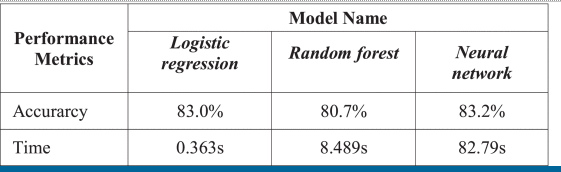 Performance Metrics Model Name
Logistic regression Random forest Neural network
Accurarcy 83.0% 80.7% 83.2%
Time 0.363s 8.489s 82.79s